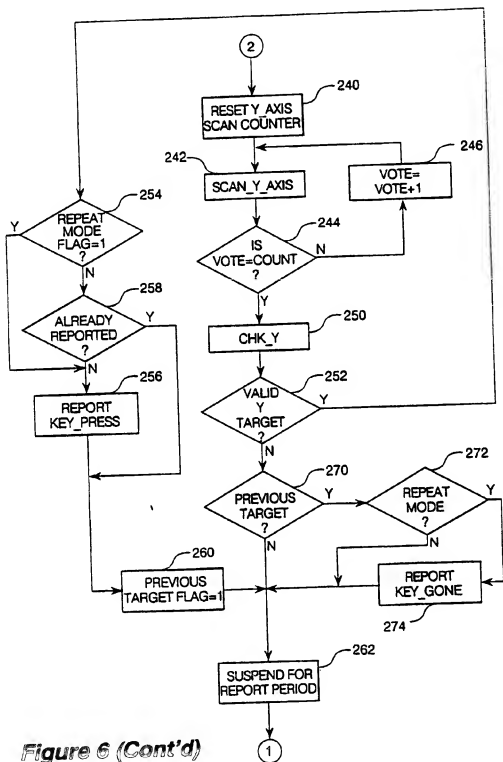 2
240
RESET Y_AXIS
SCAN COUNTER
246
242
SCAN_Y_AXIS
VOTE=
VOTE+1
254
Y
REPEAT
MODE
FLAG=1
?
N
244
IS
VOTE=COUNT
?
N
Y
258
ALREADY
REPORTED
?
Y
N
250
CHK_Y
256
REPORT
KEY_PRESS
252
VALID
Y
TARGET
?
Y
N
270
PREVIOUS
TARGET
?
Y
N
272
REPEAT
MODE
?
Y
N
260
PREVIOUS
TARGET FLAG=1
REPORT
KEY_GONE
274
262
SUSPEND FOR
REPORT PERIOD
1
Figure 6 (Cont'd)